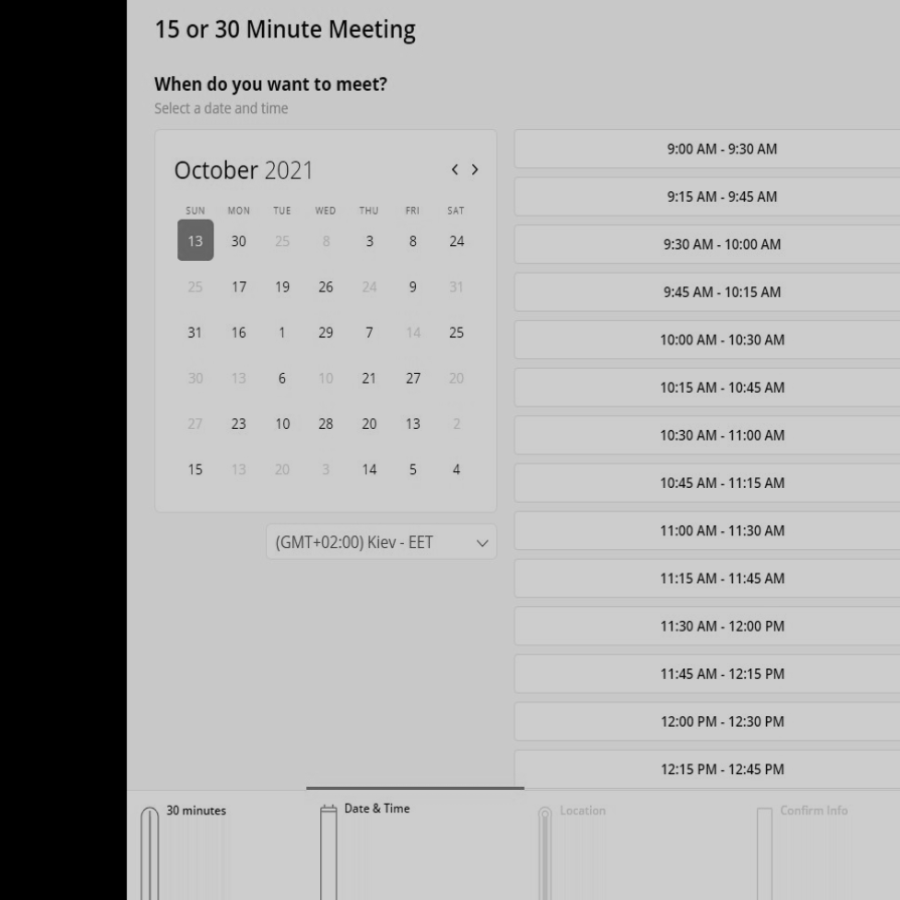 15 or 30 Minute Meeting
When do you want to meet?
Select a date and time
October 2021
SUN MON TUE WED THU FRI SAT
13 30 25 8 3 8 24
25 17 19 26 24 9 31
31 16 1 29 7 14 25
30 13 6 10 21 27 20
27 23 10 28 20 13 2
15 13 20 3 14 5 4
(GMT+02:00) Kiev - EET
9:00 AM - 9:30 AM
9:15 AM - 9:45 AM
9:30 AM - 10:00 AM
9:45 AM - 10:15 AM
10:00 AM - 10:30 AM
10:15 AM - 10:45 AM
10:30 AM - 11:00 AM
10:45 AM - 11:15 AM
11:00 AM - 11:30 AM
11:15 AM - 11:45 AM
11:30 AM - 12:00 PM
11:45 AM - 12:15 PM
12:00 PM - 12:30 PM
12:15 PM - 12:45 PM
30 minutes
Date & Time
Location
Confirm Info